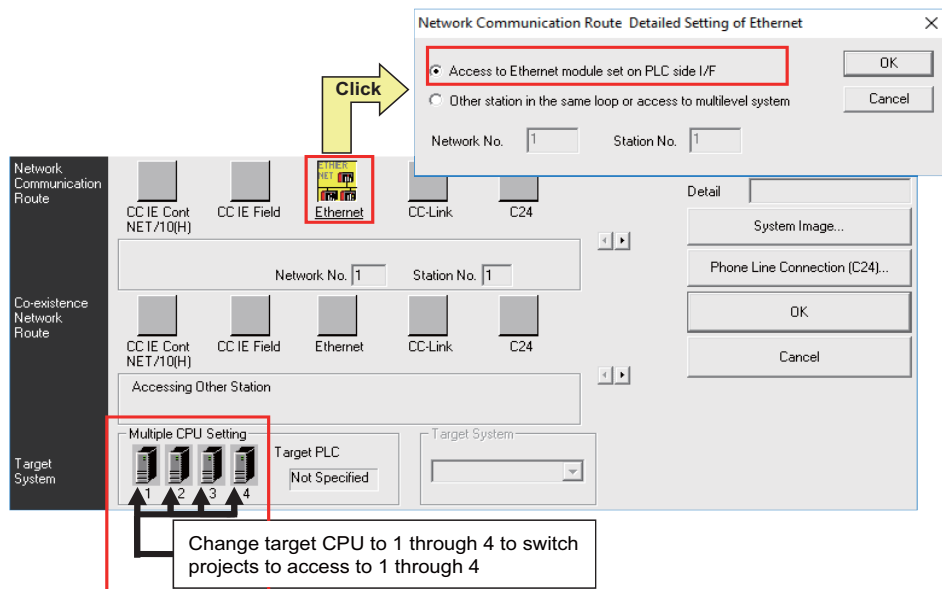 Network Communication Route Detailed Setting of Ethernet
Access to Ethernet module set on PLC side I/F
OK
Other station in the same loop or access to multilevel system
Cancel
Network No. 1
Station No. 1
Click
Network
Communication
Route
ETHER
NET
CC IE Cont
NET/10(H)
CC IE Field
Ethernet
CC-Link
C24
Network No. 1
Station No. 1
Detail
System Image...
Phone Line Connection (C24)...
OK
Cancel
Co-existence
Network
Route
CC IE Cont
NET/10(H)
CC IE Field
Ethernet
CC-Link
C24
Accessing Other Station
Target
System
Multiple CPU Setting
1 2 3 4
Target PLC
Not Specified
Target System
Change target CPU to 1 through 4 to switch
projects to access to 1 through 4